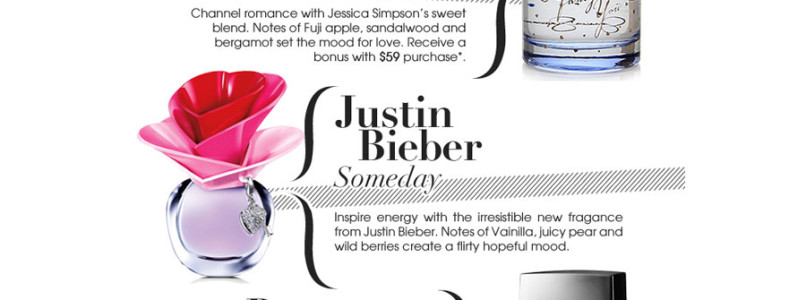 Channel romance with Jessica Simpson's sweet
blend. Notes of Fuji apple, sandalwood and
bergamot set the mood for love. Receive a
bonus with $59 purchase*.
Justin
Bieber
Someday
Inspire energy with the irresistible new fragance
from Justin Bieber. Notes of Vainilla, juicy pear and
wild berries create a flirty hopeful mood.